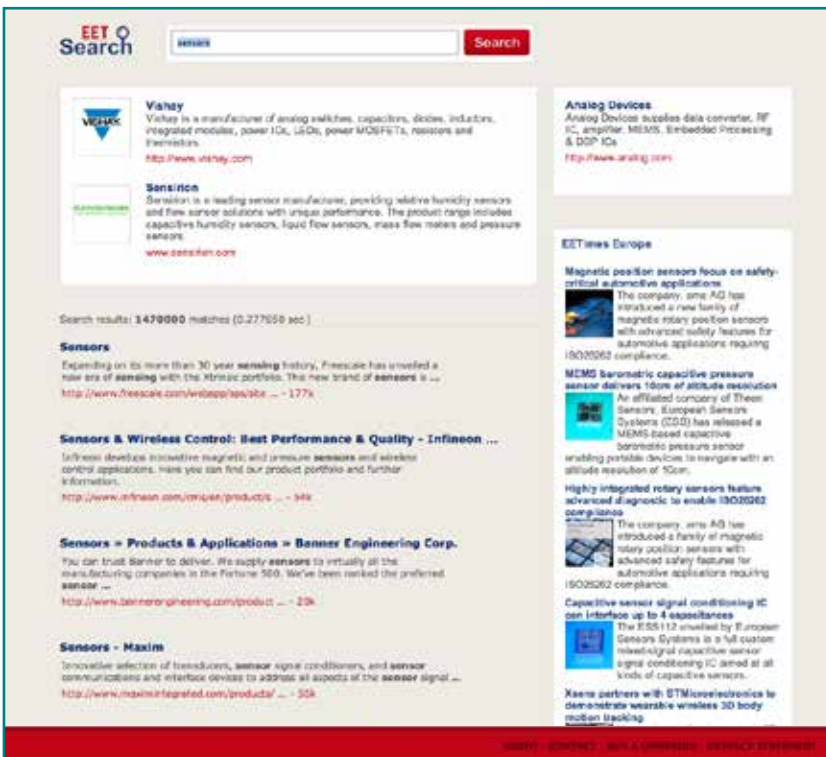 EET
Search
sensors
Search
Vishay
Vishay is a manufacturer of analog switches, capacitors, diodes, inductors,
integrated modules, power ICs, LEDs, power MOSFETs, resistors and
thermistors.
http://www.vishay.com
VISHAY
Sensirion
Sensirion is a leading sensor manufacturer, providing relative humidity sensors
and flow sensor solutions with unique performance. The product range includes
capacitive humidity sensors, liquid flow sensors, mass flow meters and pressure
sensors
www.sensirion.com
Search results: 1470000 matches (0.277050 sec.)
Sensors
Expanding on its more than 30 year sensing history, Freescale has unveiled a
new era of sensing with the Xtrinsic portfolio. This new brand of sensors is ...
http://www.freescale.com/webapp/sps/site ... - 177k
Sensors & Wireless Control: Best Performance & Quality - Infineon ...
Infineon develops innovative magnetic and pressure sensors and wireless
control applications. Here you can find our product portfolio and further
information.
http://www.infineon.com/cms/en/product/s ... - 94k
Sensors » Products & Applications » Banner Engineering Corp.
You can trust Banner to deliver. We supply sensors to virtually all the
manufacturing companies in the Fortune 500. We've been ranked the preferred
sensor ...
http://www.bannerengineering.com/product ... - 20k
Sensors - Maxim
Innovative selection of transducers, sensor signal conditioners, and sensor
communications and interface devices to address all aspects of the sensor signal ...
http://www.maximintegrated.com/products/ ... - 50k
Analog Devices
Analog Devices supplies data converter, RF
IC, amplifier, MEMS, Embedded Processing
& DSP ICs
http://www.analog.com
EETimes Europe
Magnetic position sensors focus on safety-
critical automotive applications
The company, ams AG has
introduced a new family of
magnetic rotary position sensors
with advanced safety features for
automotive applications requiring
ISO26262 compliance.
MEMS barometric capacitive pressure
sensor delivers 10cm of altitude resolution
An affiliated company of Theon
Sensors, European Sensors
Systems (ESS) has released a
MEMS-based capacitive
barometric pressure sensor
enabling portable devices to navigate with an
altitude resolution of 10cm.
Highly integrated rotary sensors feature
advanced diagnostic to enable ISO26262
compliance
The company, ams AG has
introduced a family of magnetic
rotary position sensors with
advanced safety features for
automotive applications requiring
ISO26262 compliance.
Capacitive sensor signal conditioning IC
can interface up to 4 capacitances
The ESS112 unveiled by European
Sensors Systems is a full custom
mixed-signal capacitive sensor
signal conditioning IC aimed at all
kinds of capacitive sensors.
Xsens partners with STMicroelectronics to
demonstrate wearable wireless 3D body
motion tracking